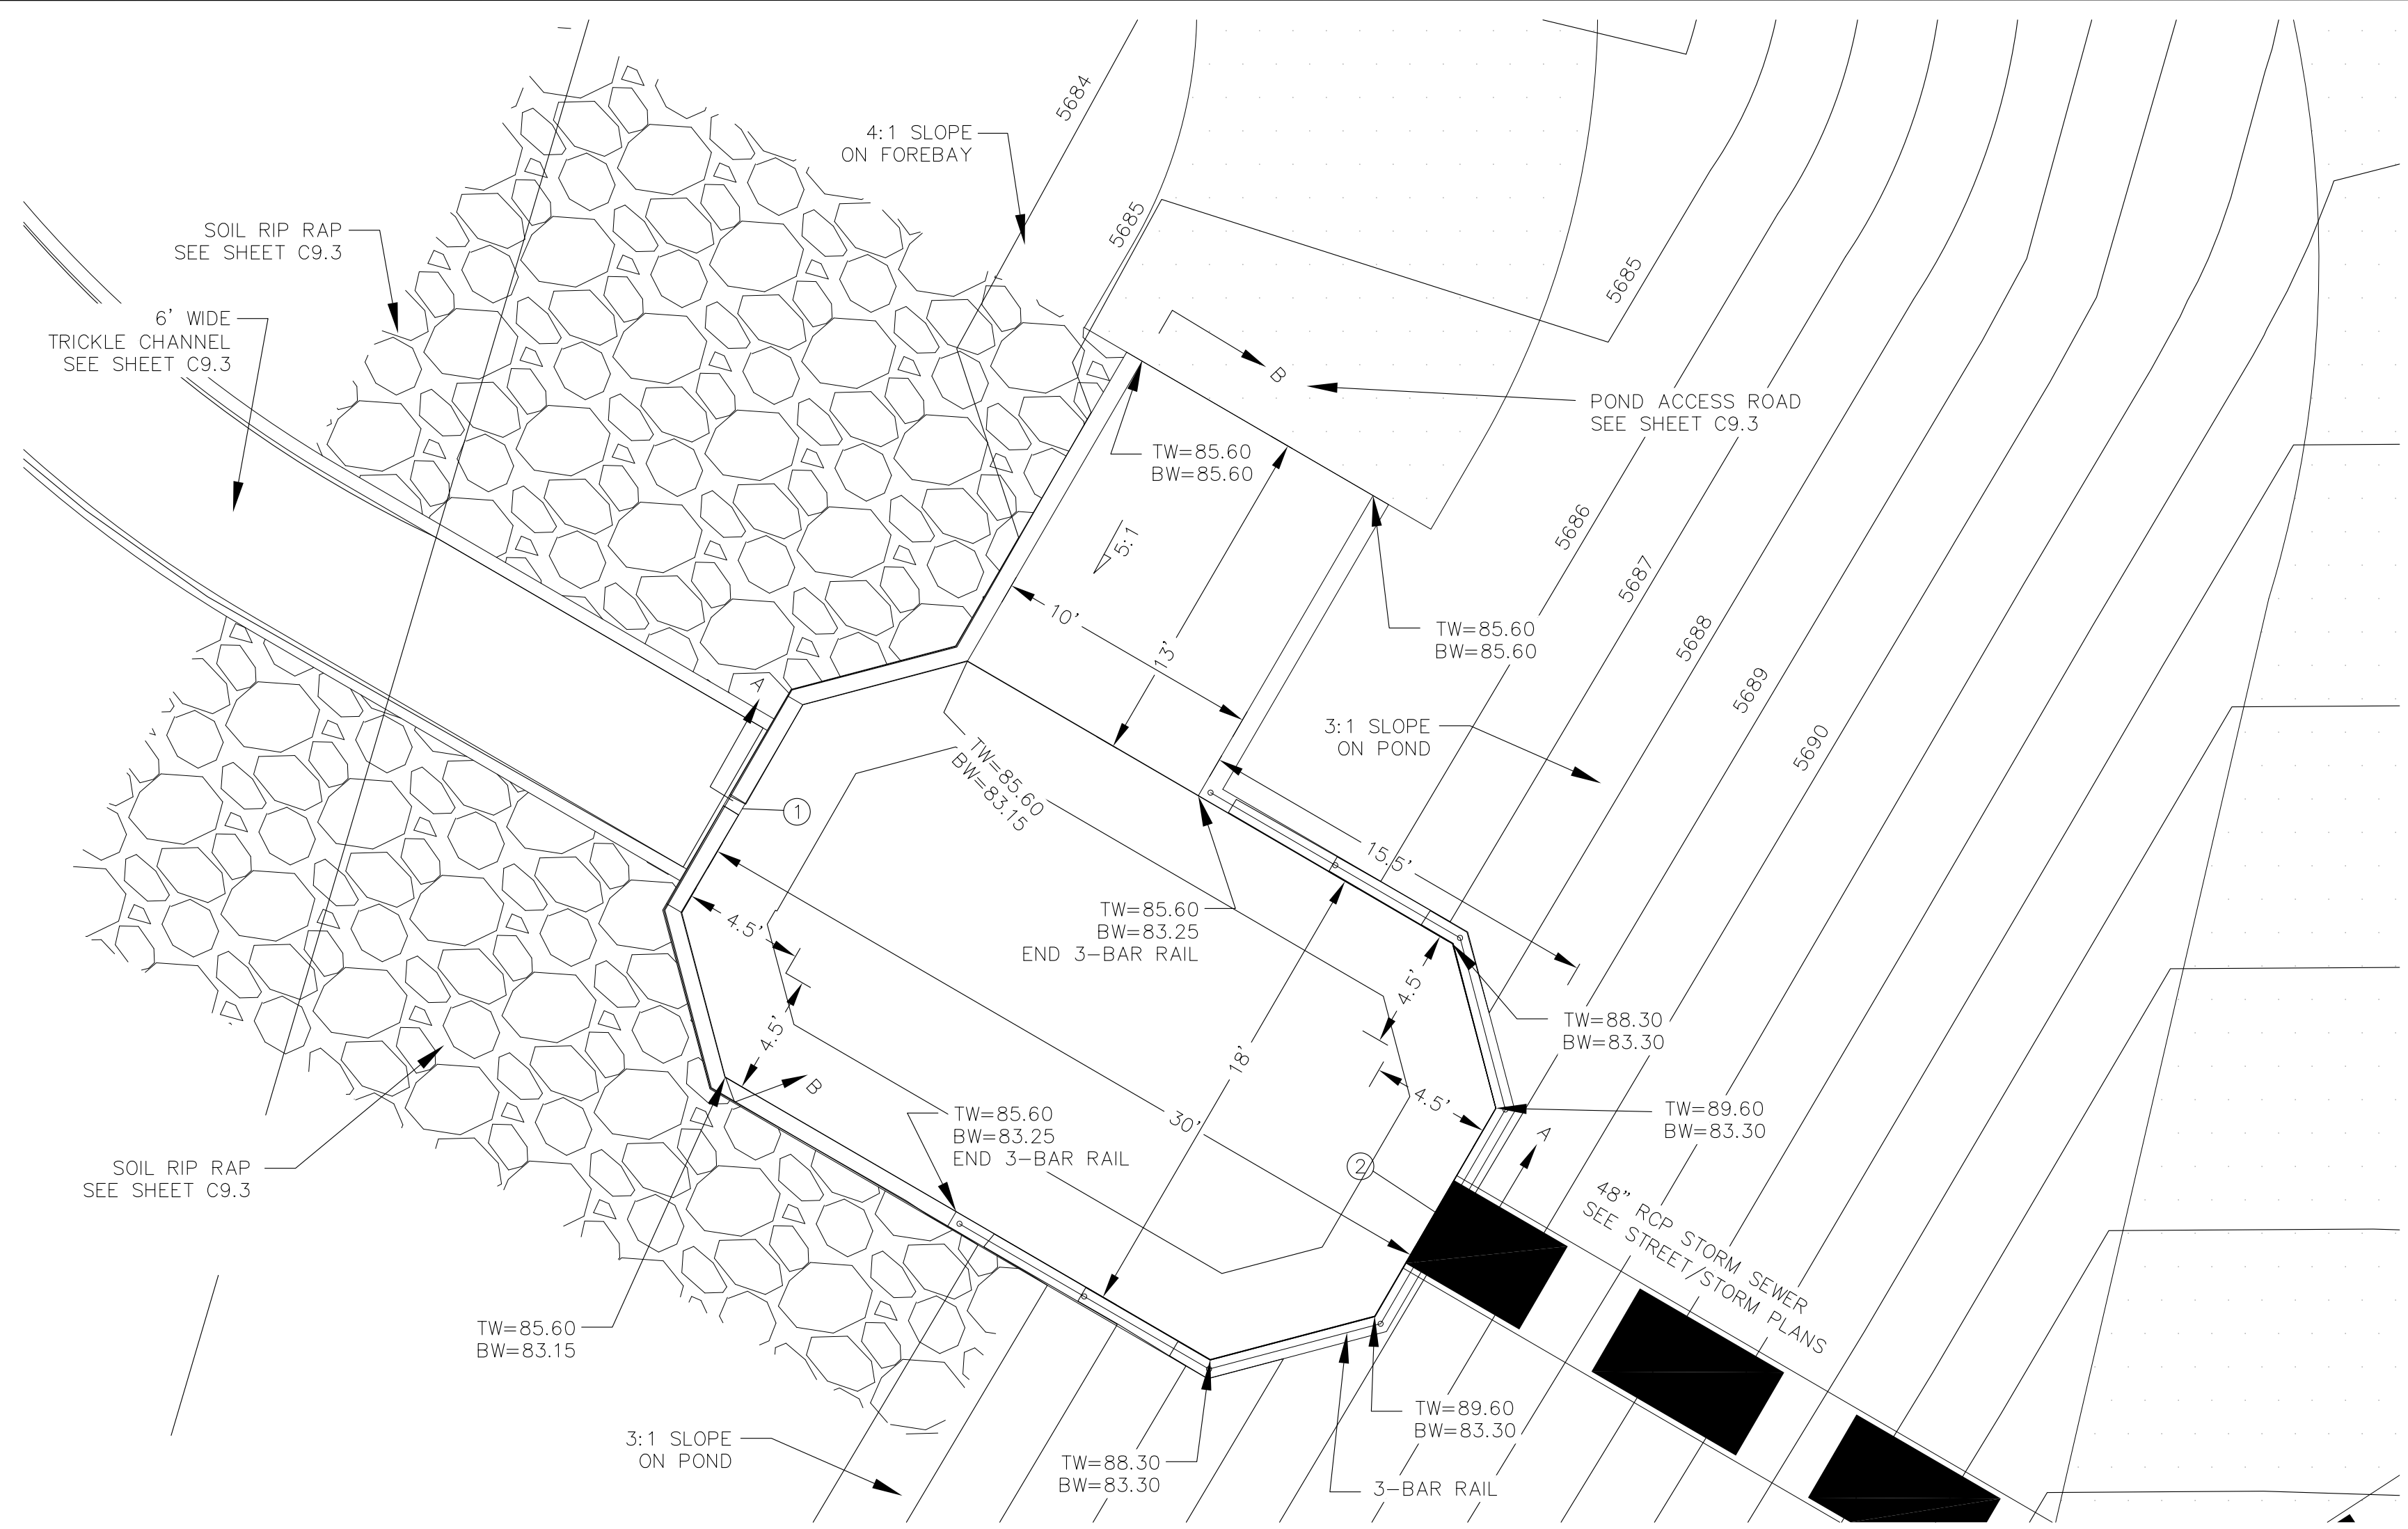 5684
4:1 SLOPE
ON FOREBAY
5685
SOIL RIP RAP
SEE SHEET C9.3
5685
6' WIDE
TRICKLE CHANNEL
SEE SHEET C9.3
B
POND ACCESS ROAD
SEE SHEET C9.3
TW=85.60
BW=85.60
5:1
5686
5687
10'
13'
TW=85.60
BW=85.60
5688
5689
5690
A
3:1 SLOPE
ON POND
TW=85.60
BW=83.15
1
15.5'
4.5'
TW=85.60
BW=83.25
END 3-BAR RAIL
4.5'
TW=88.30
BW=83.30
4.5'
18'
B
4.5'
30'
TW=85.60
BW=83.25
END 3-BAR RAIL
TW=89.60
BW=83.30
A
2
SOIL RIP RAP
SEE SHEET C9.3
48" RCP STORM SEWER
SEE STREET/STORM PLANS
TW=85.60
BW=83.15
TW=89.60
BW=83.30
3:1 SLOPE
ON POND
TW=88.30
BW=83.30
3-BAR RAIL